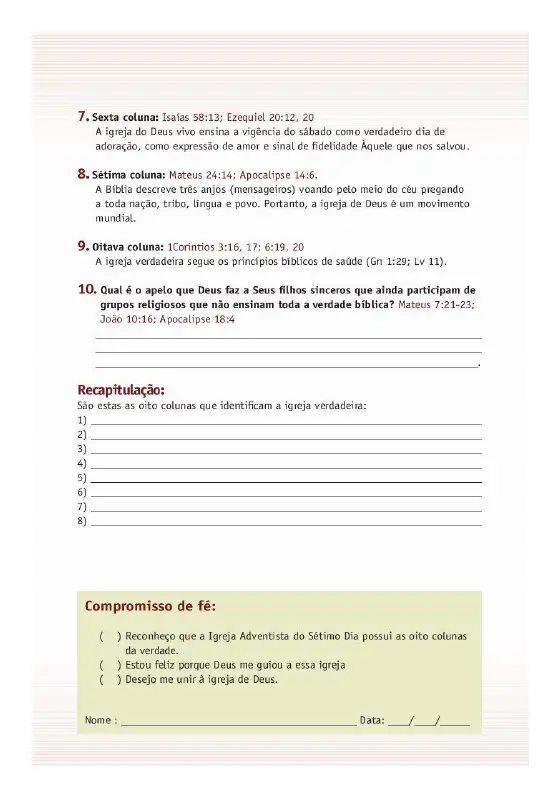 7. Sexta coluna: Isaías 58:13; Ezequiel 20:12, 20
A igreja do Deus vivo ensina a vigência do sábado como verdadeiro dia de
adoração, como expressão de amor e sinal de fidelidade Àquele que nos salvou.
8. Sétima coluna: Mateus 24:14; Apocalipse 14:6.
A Bíblia descreve três anjos (mensageiros) voando pelo meio do céu pregando
a toda nação, tribo, língua e povo. Portanto, a igreja de Deus é um movimento
mundial.
9. Oitava coluna: 1Coríntios 3:16, 17; 6:19, 20
A igreja verdadeira segue os princípios bíblicos de saúde (Gn 1:29; Lv 11).
10. Qual é o apelo que Deus faz a Seus filhos sinceros que ainda participam de
grupos religiosos que não ensinam toda a verdade bíblica? Mateus 7:21-23;
João 10:16; Apocalipse 18:4
.
Recapitulação:
São estas as oito colunas que identificam a igreja verdadeira:
1)
2)
3)
4)
5)
6)
7)
8)
Compromisso de fé:
( ) Reconheço que a Igreja Adventista do Sétimo Dia possui as oito colunas
da verdade.
( ) Estou feliz porque Deus me guiou a essa igreja
( ) Desejo me unir à igreja de Deus.
Nome : ____ Data: ___/___/____